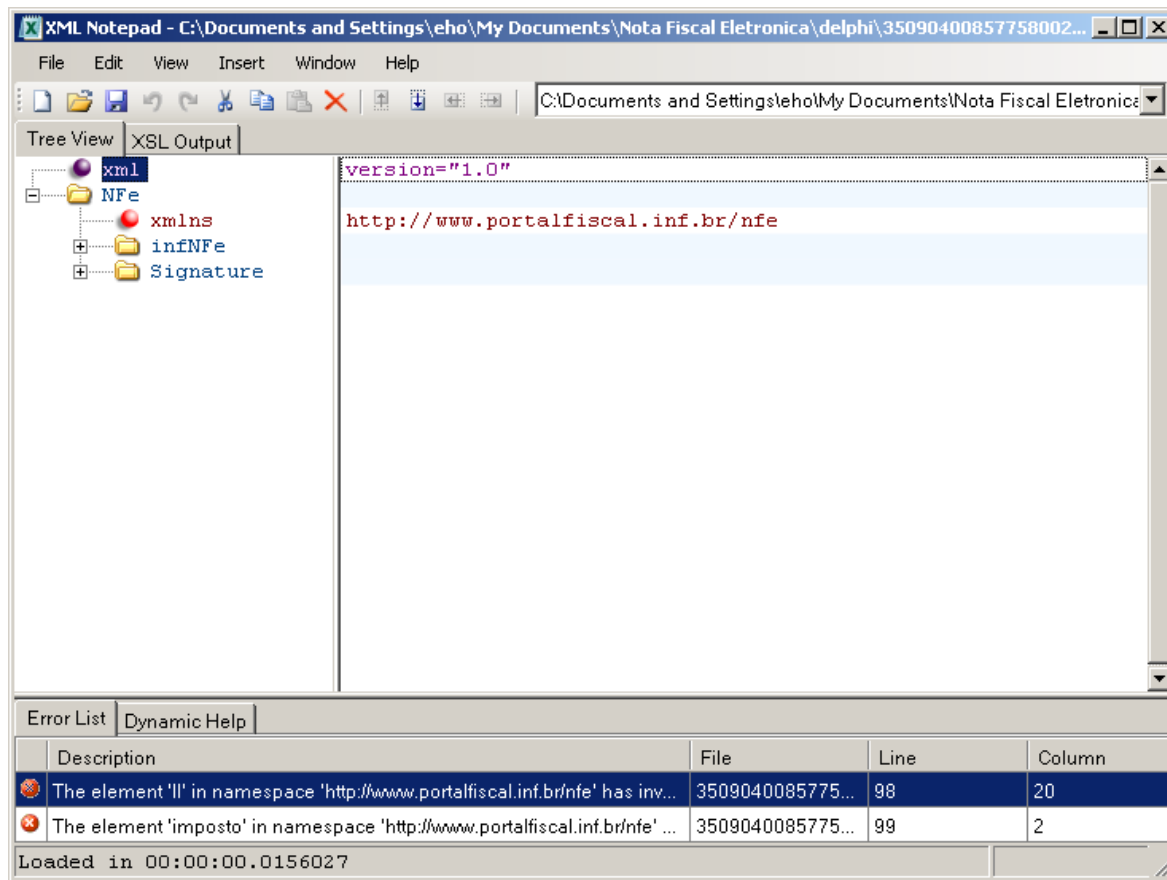 XML Notepad - C:\Documents and Settings\eho\My Documents\Nota Fiscal Eletronica\delphi\35090400857758002...
File Edit View Insert Window Help
C:\Documents and Settings\eho\My Documents\Nota Fiscal Eletronica
Tree View XSL Output
xml version="1.0"
NFe
xmlns http://www.portalfiscal.inf.br/nfe
infNFe
Signature
Error List Dynamic Help
Description File Line Column
The element 'II' in namespace 'http://www.portalfiscal.inf.br/nfe' has inv... 3509040085775... 98 20
The element 'imposto' in namespace 'http://www.portalfiscal.inf.br/nfe' ... 3509040085775... 99 2
Loaded in 00:00:00.0156027